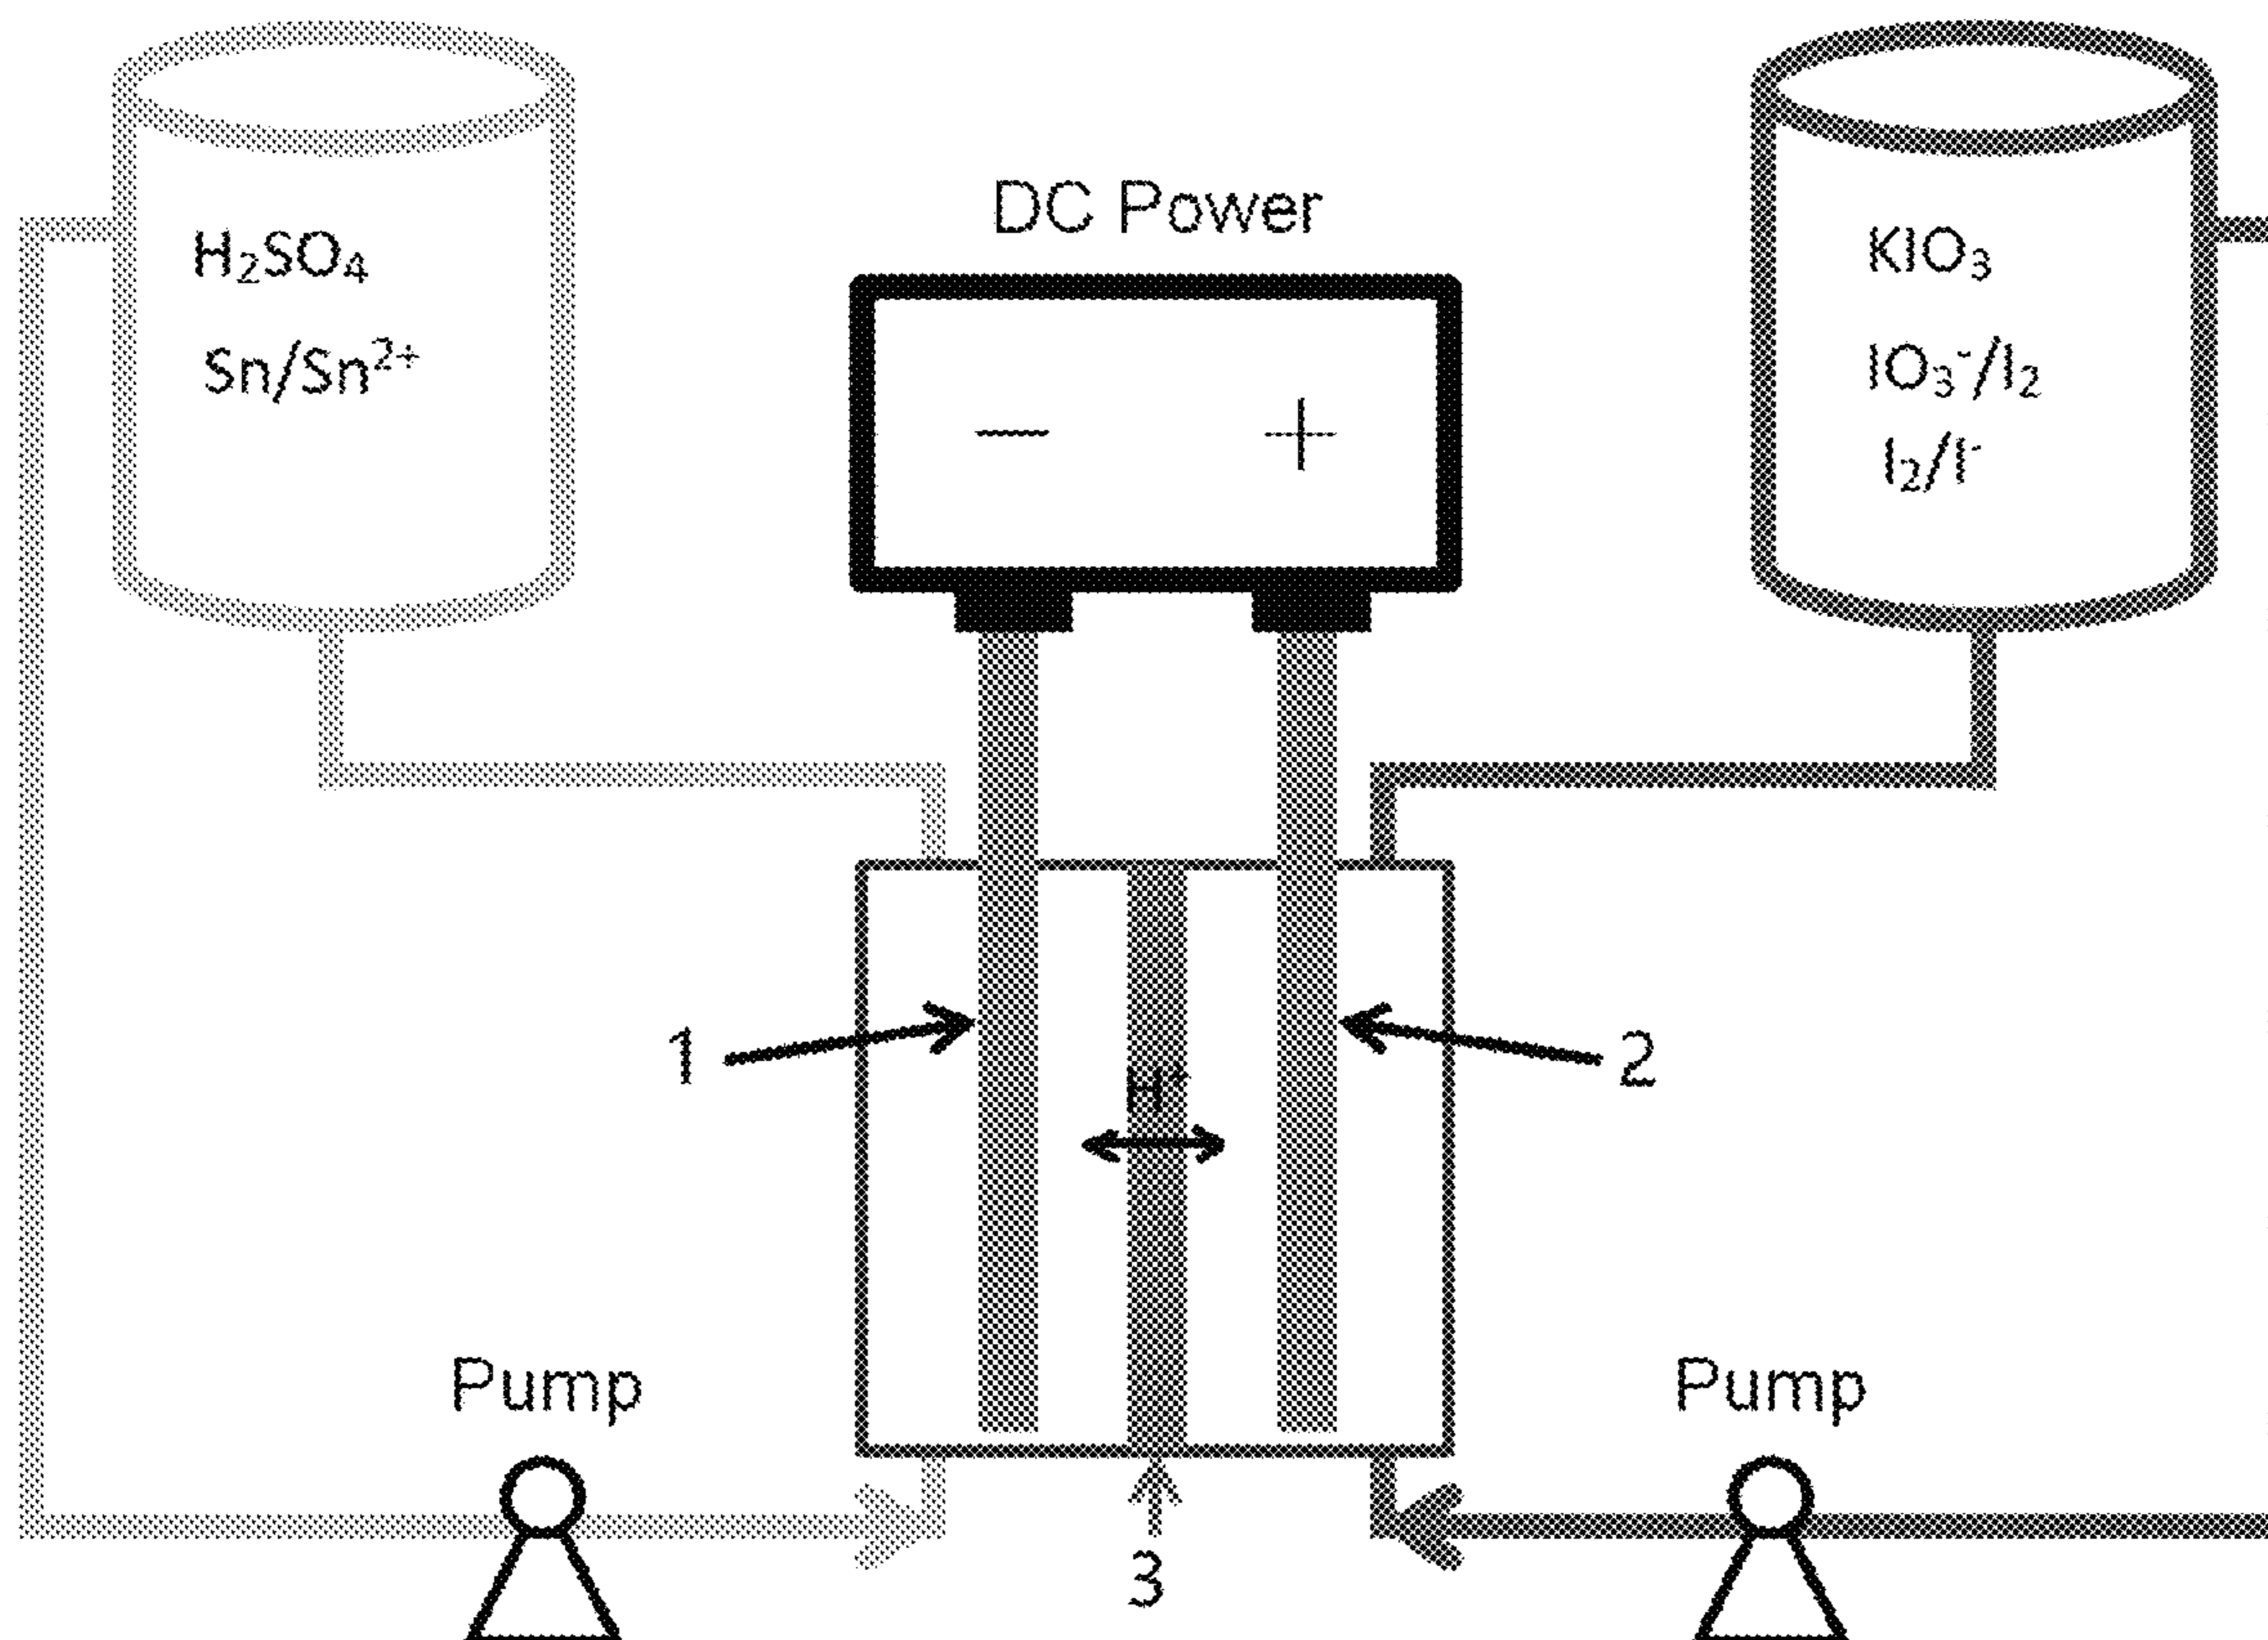 H₂SO₄
Sn/Sn²⁺
DC Power
− +
KIO₃
IO₃⁻/I₂
I₂/I⁻
1
2
H⁺
Pump
Pump
3